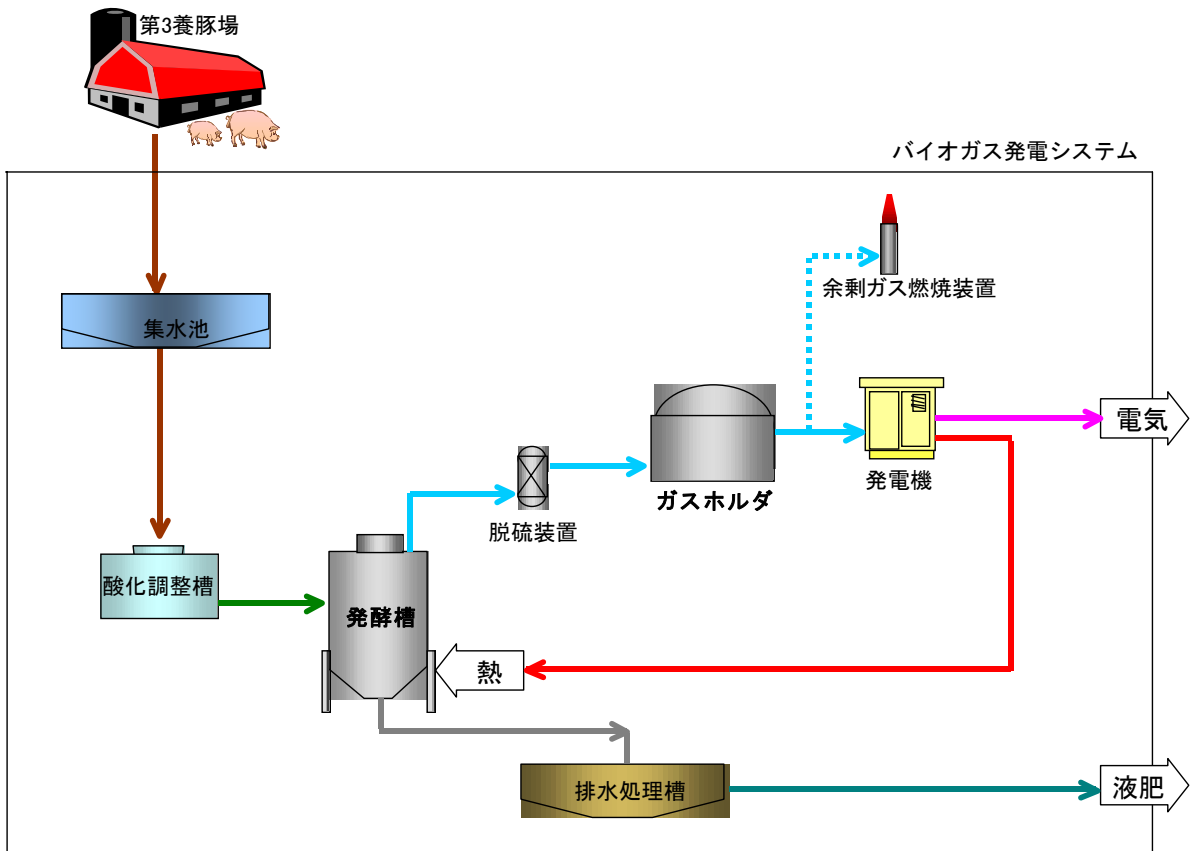 第3養豚場
バイオガス発電システム
余剰ガス燃焼装置
集水池
電気
発電機
ガスホルダ
脱硫装置
酸化調整槽
発酵槽
熱
排水処理槽
液肥